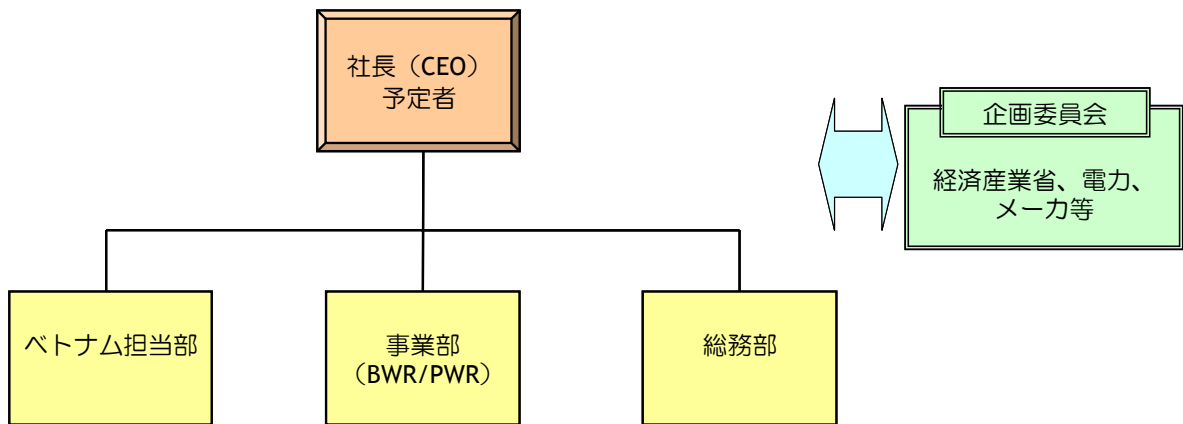 社長（CEO）
予定者
企画委員会
経済産業省、電力、
メーカ等
ベトナム担当部
事業部
（BWR/PWR）
総務部